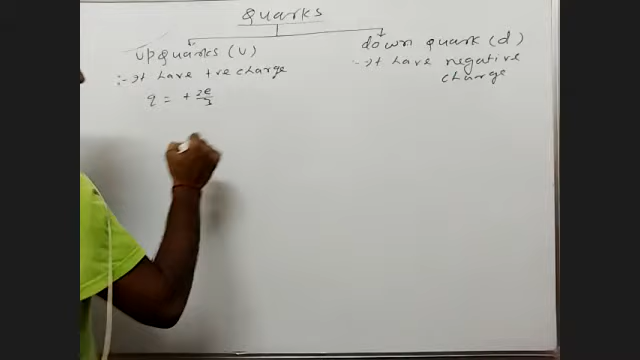 Quarks
up quarks (U)
:- It have +ve charge
q = + 2e/3
down quark (d)
:- It have negative
charge